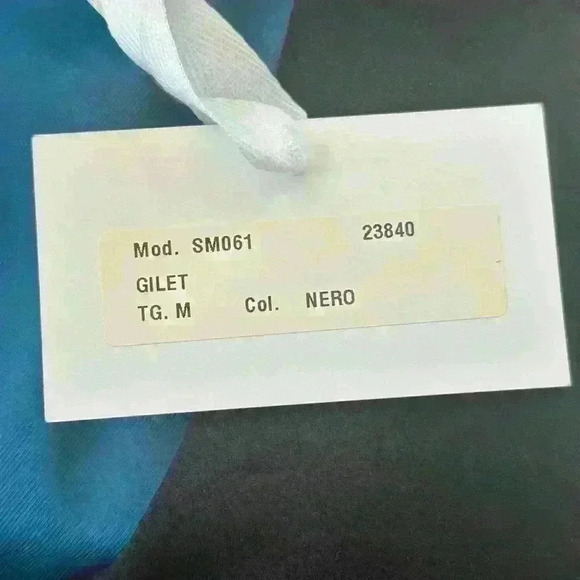 Mod. SM061 23840
GILET
TG. M Col. NERO